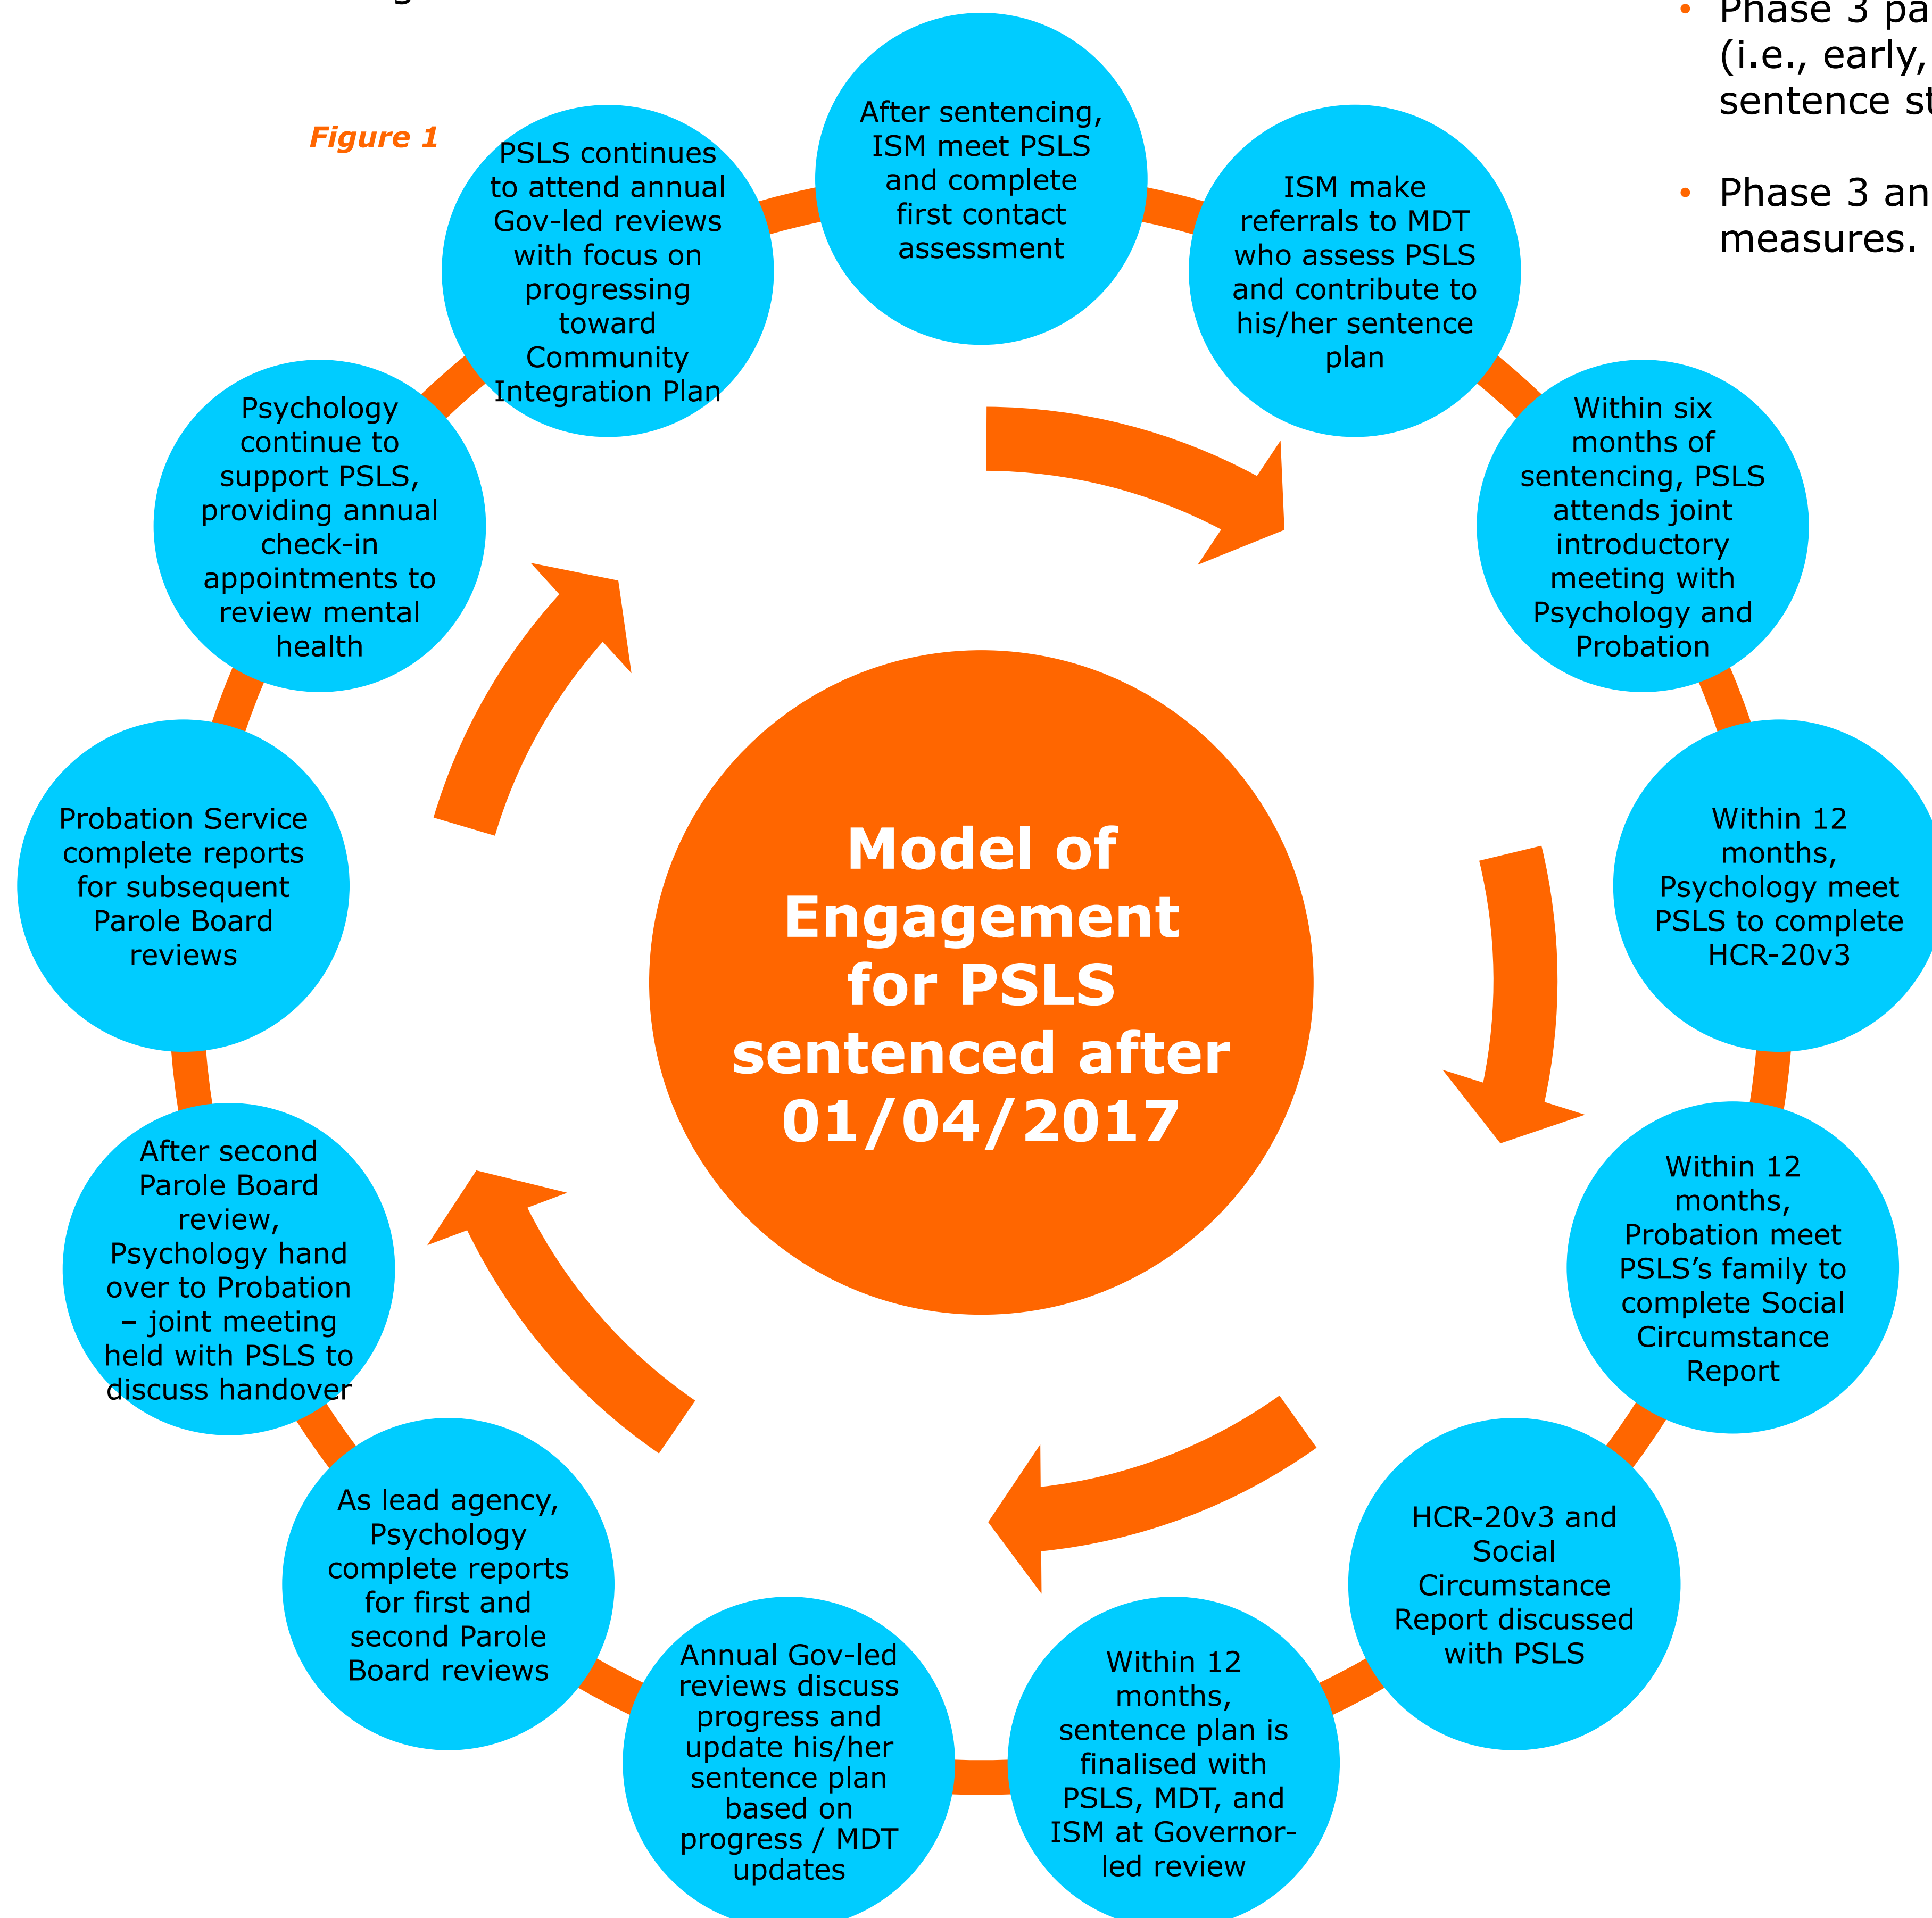 Figure 1
After sentencing,
ISM meet PSLS
and complete
first contact
assessment
ISM make
referrals to MDT
who assess PSLS
and contribute to
his/her sentence
plan
Within six
months of
sentencing, PSLS
attends joint
introductory
meeting with
Psychology and
Probation
Within 12
months,
Psychology meet
PSLS to complete
HCR-20v3
Within 12
months,
Probation meet
PSLS’s family to
complete Social
Circumstance
Report
HCR-20v3 and
Social
Circumstance
Report discussed
with PSLS
Within 12
months,
sentence plan is
finalised with
PSLS, MDT, and
ISM at Governor-
led review
Annual Gov-led
reviews discuss
progress and
update his/her
sentence plan
based on
progress / MDT
updates
As lead agency,
Psychology
complete reports
for first and
second Parole
Board reviews
After second
Parole Board
review,
Psychology hand
over to Probation
– joint meeting
held with PSLS to
discuss handover
Probation Service
complete reports
for subsequent
Parole Board
reviews
Psychology
continue to
support PSLS,
providing annual
check-in
appointments to
review mental
health
PSLS continues
to attend annual
Gov-led reviews
with focus on
progressing
toward
Community
Integration Plan
Model of
Engagement
for PSLS
sentenced after
01/04/2017
• Phase 3 pa
(i.e., early,
sentence st
• Phase 3 an
measures.